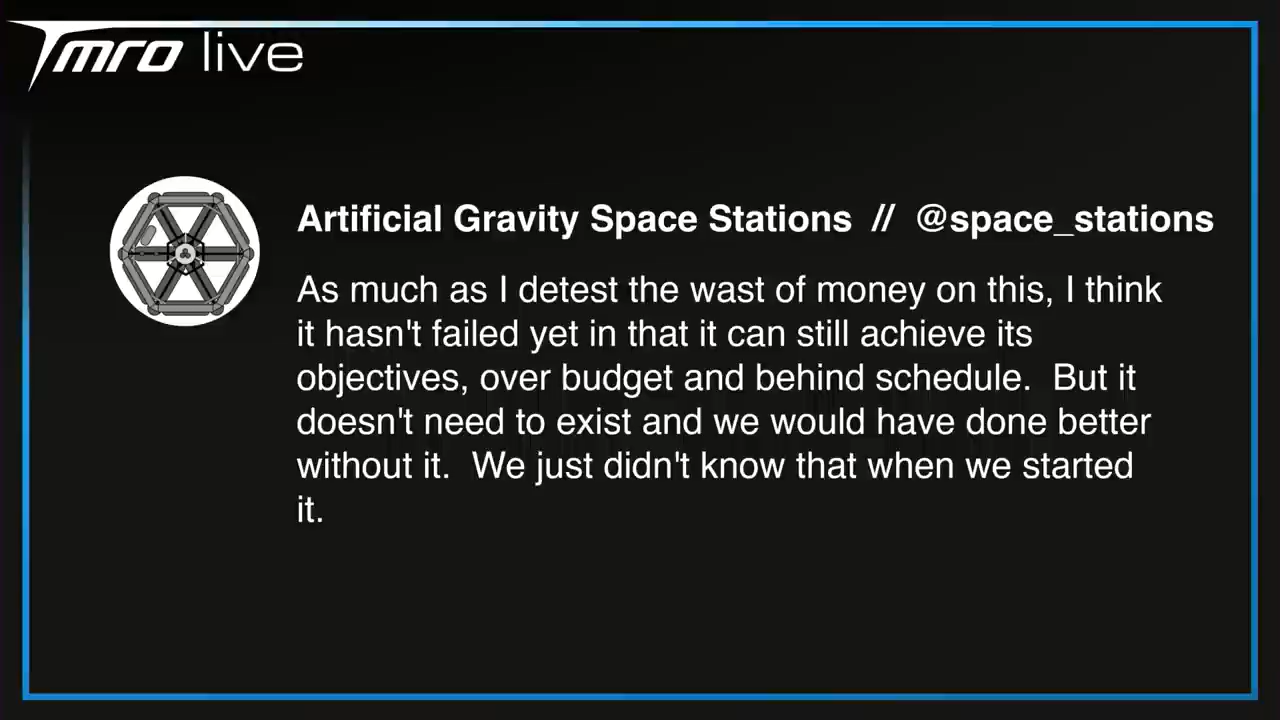 Tmro live
Artificial Gravity Space Stations // @space_stations
As much as I detest the wast of money on this, I think
it hasn't failed yet in that it can still achieve its
objectives, over budget and behind schedule.  But it
doesn't need to exist and we would have done better
without it.  We just didn't know that when we started
it.